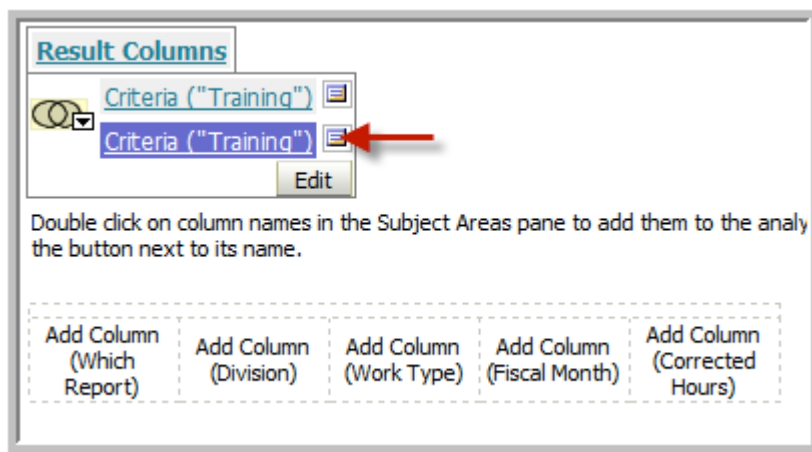 Result Columns
Criteria ("Training")
Criteria ("Training")
Edit
Double click on column names in the Subject Areas pane to add them to the analy
the button next to its name.
Add Column
(Which
Report)
Add Column
(Division)
Add Column
(Work Type)
Add Column
(Fiscal Month)
Add Column
(Corrected
Hours)